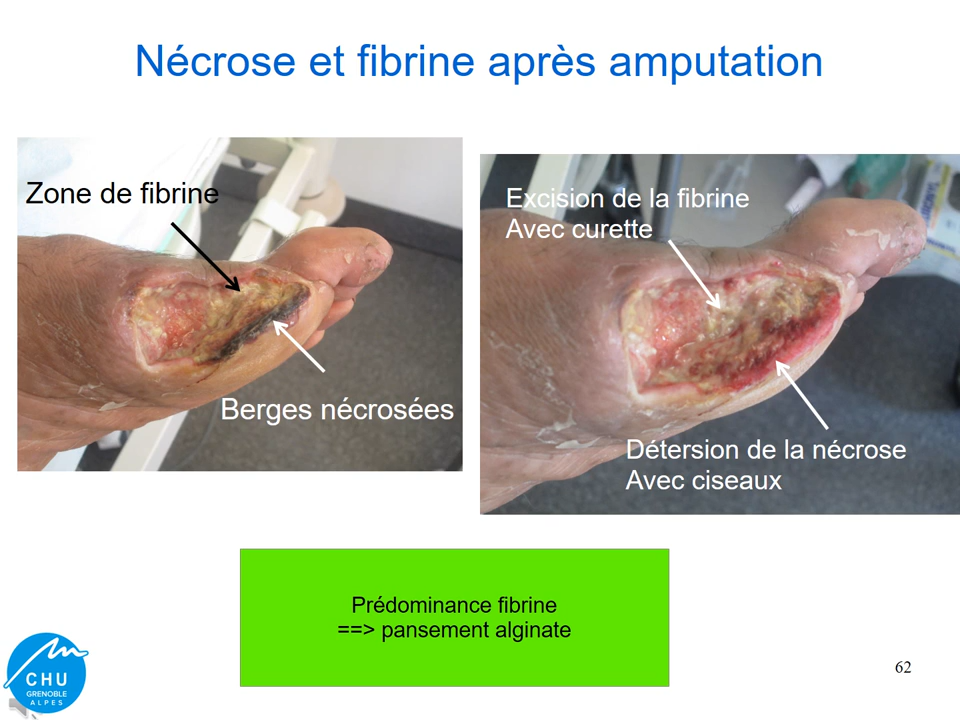 Nécrose et fibrine après amputation
Zone de fibrine
Berges nécrosées
Excision de la fibrine
Avec curette
Détersion de la nécrose
Avec ciseaux
Prédominance fibrine
==> pansement alginate
CHU
GRENOBLE
ALPES
62